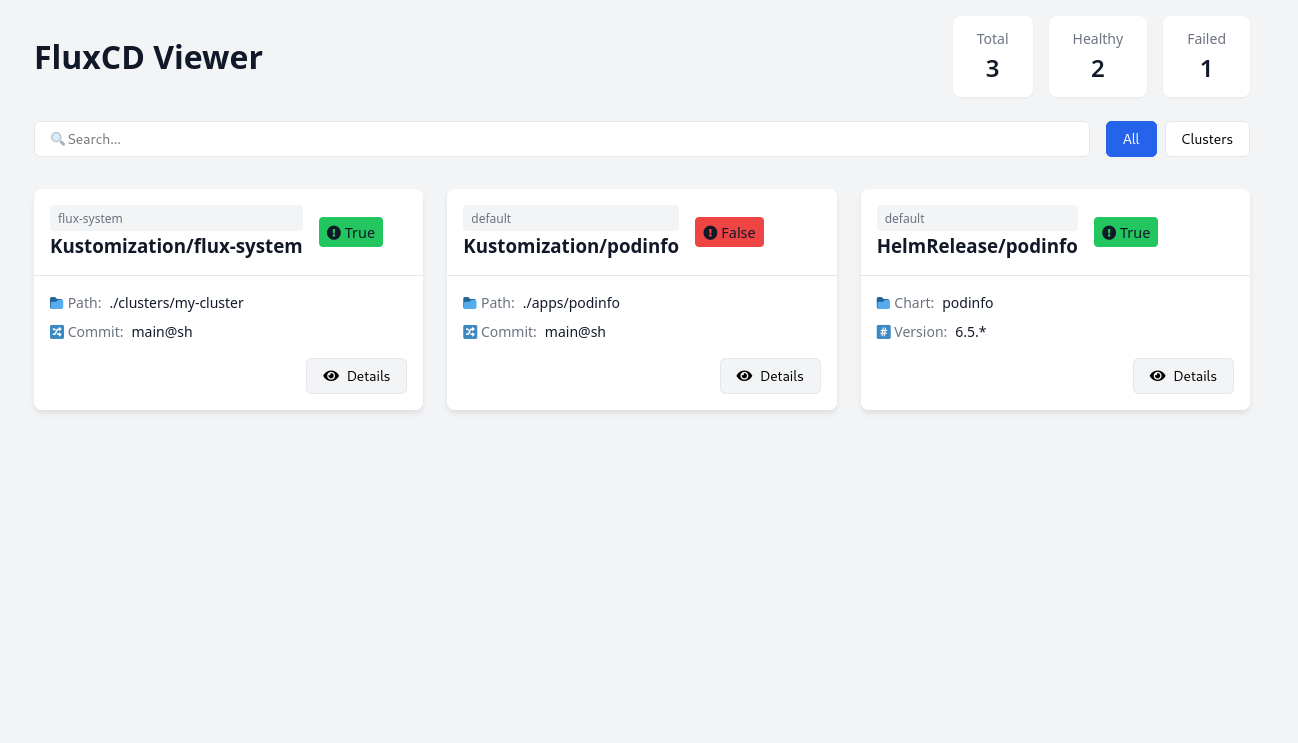 FluxCD Viewer
Total
3
Healthy
2
Failed
1
Search...
All
Clusters
flux-system
Kustomization/flux-system
True
Path: ./clusters/my-cluster
Commit: main@sh
Details
default
Kustomization/podinfo
False
Path: ./apps/podinfo
Commit: main@sh
Details
default
HelmRelease/podinfo
True
Chart: podinfo
Version: 6.5.*
Details